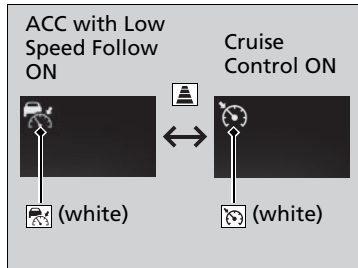 ACC with Low
Speed Follow
ON
Cruise
Control ON
(white)
(white)